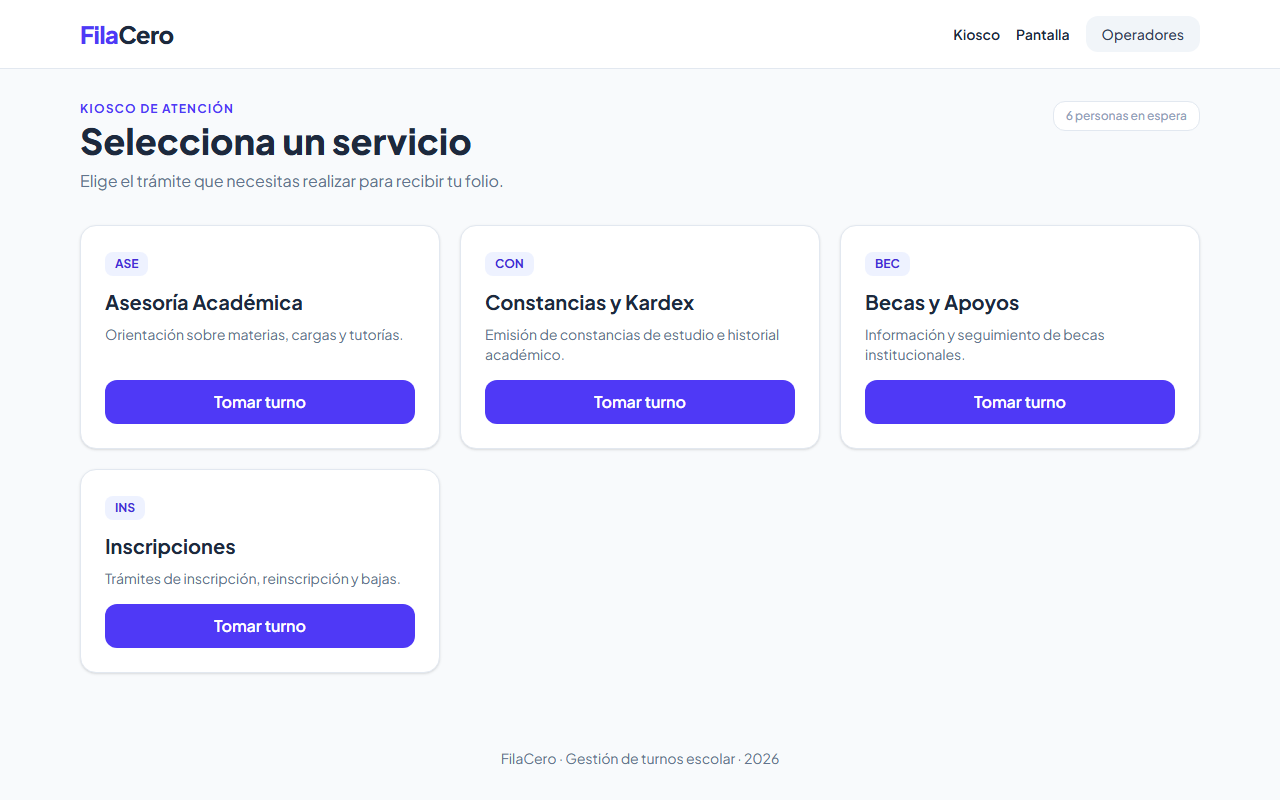 FilaCero
Kiosco
Pantalla
Operadores
KIOSCO DE ATENCIÓN
Selecciona un servicio
Elige el trámite que necesitas realizar para recibir tu folio.
6 personas en espera
ASE
Asesoría Académica
Orientación sobre materias, cargas y tutorías.
Tomar turno
CON
Constancias y Kardex
Emisión de constancias de estudio e historial
académico.
Tomar turno
BEC
Becas y Apoyos
Información y seguimiento de becas
institucionales.
Tomar turno
INS
Inscripciones
Trámites de inscripción, reinscripción y bajas.
Tomar turno
FilaCero · Gestión de turnos escolar · 2026